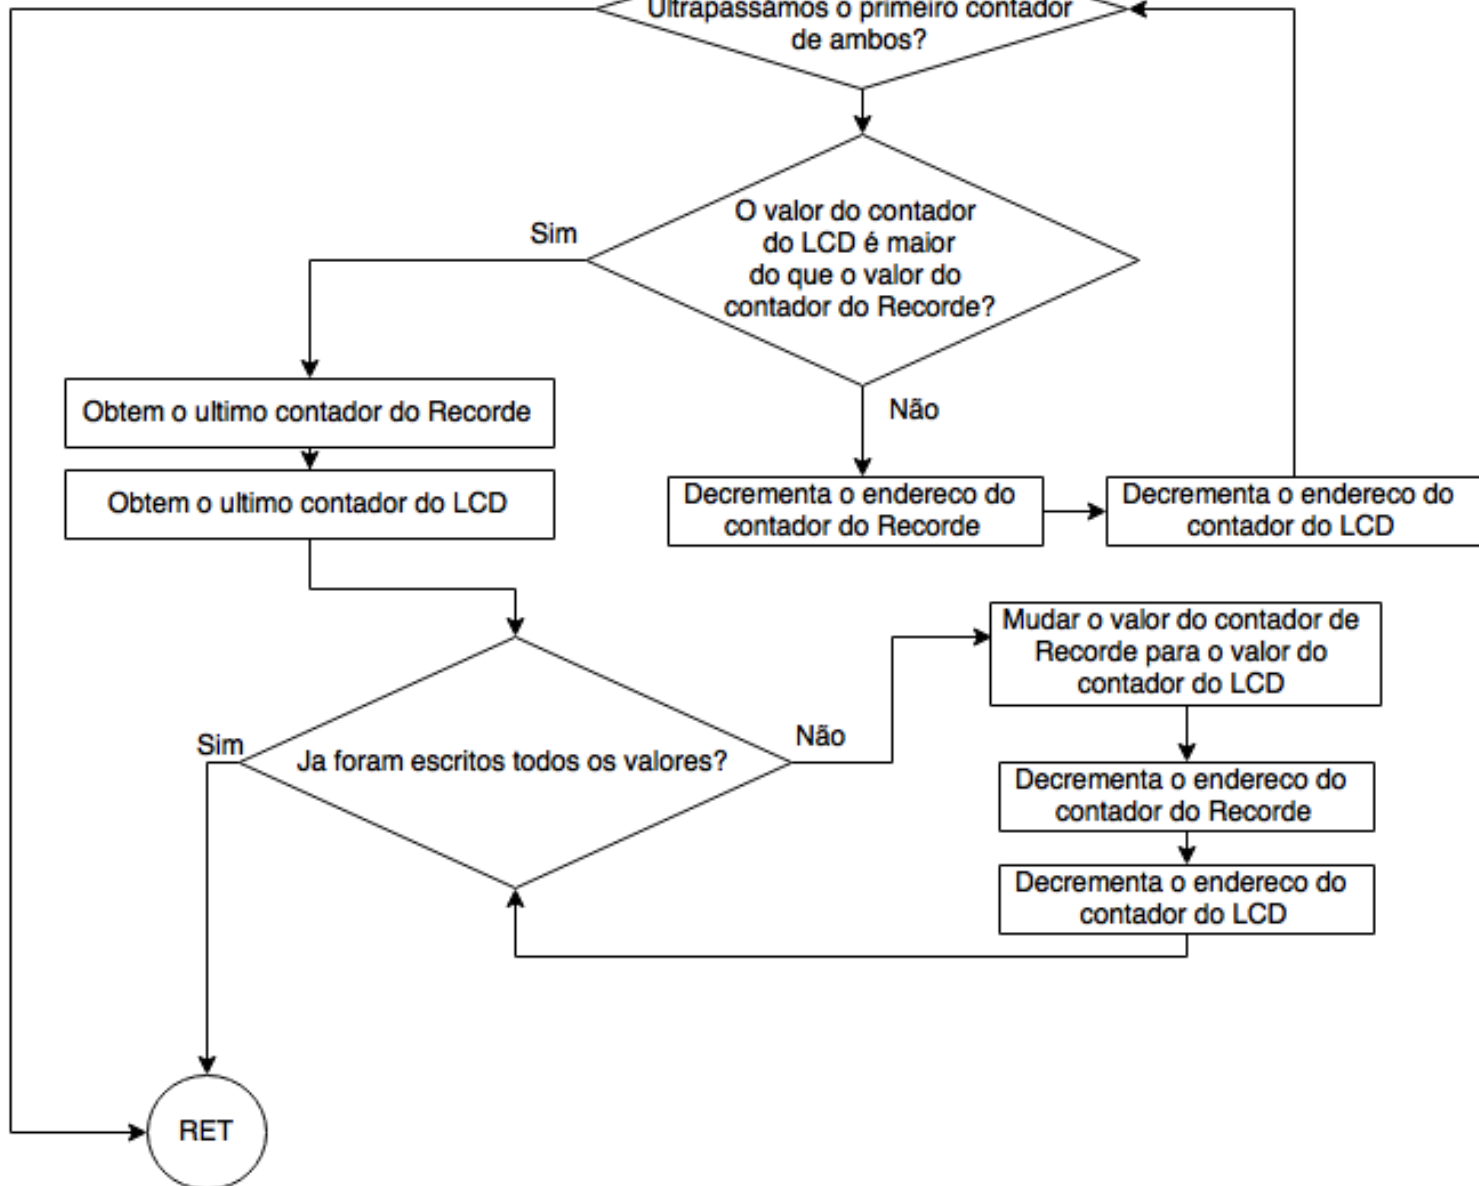 Ultrapassamos o primeiro contador
de ambos?
O valor do contador
do LCD é maior
do que o valor do
contador do Recorde?
Sim
Não
Obtem o ultimo contador do Recorde
Obtem o ultimo contador do LCD
Decrementa o endereco do
contador do Recorde
Decrementa o endereco do
contador do LCD
Ja foram escritos todos os valores?
Sim
Não
Mudar o valor do contador de
Recorde para o valor do
contador do LCD
Decrementa o endereco do
contador do Recorde
Decrementa o endereco do
contador do LCD
RET